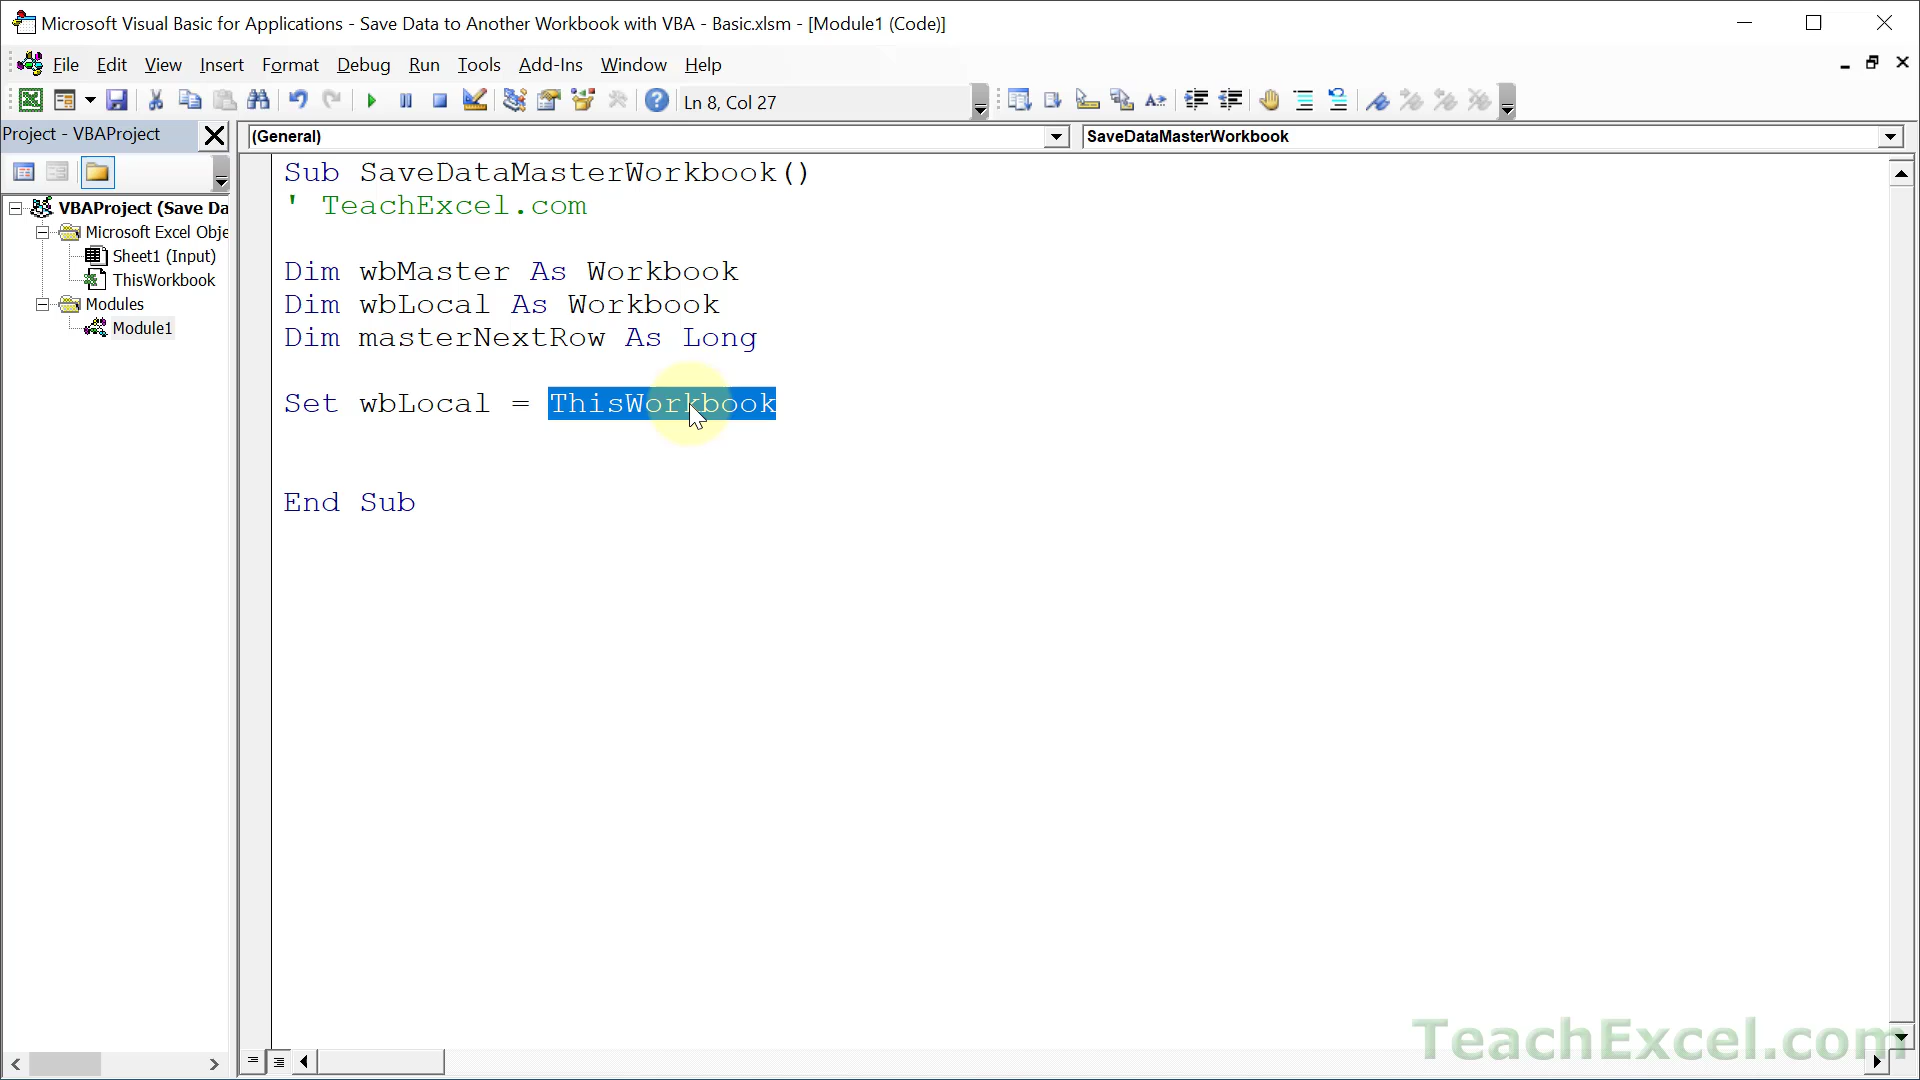 Microsoft Visual Basic for Applications - Save Data to Another Workbook with VBA - Basic.xlsm - [Module1 (Code)]
File Edit View Insert Format Debug Run Tools Add-Ins Window Help
Ln 8, Col 27
Project - VBAProject
(General)
SaveDataMasterWorkbook
VBAProject (Save Da
Microsoft Excel Obje
Sheet1 (Input)
ThisWorkbook
Modules
Module1
Sub SaveDataMasterWorkbook()
' TeachExcel.com
Dim wbMaster As Workbook
Dim wbLocal As Workbook
Dim masterNextRow As Long
Set wbLocal = ThisWorkbook
End Sub
TeachExcel.com